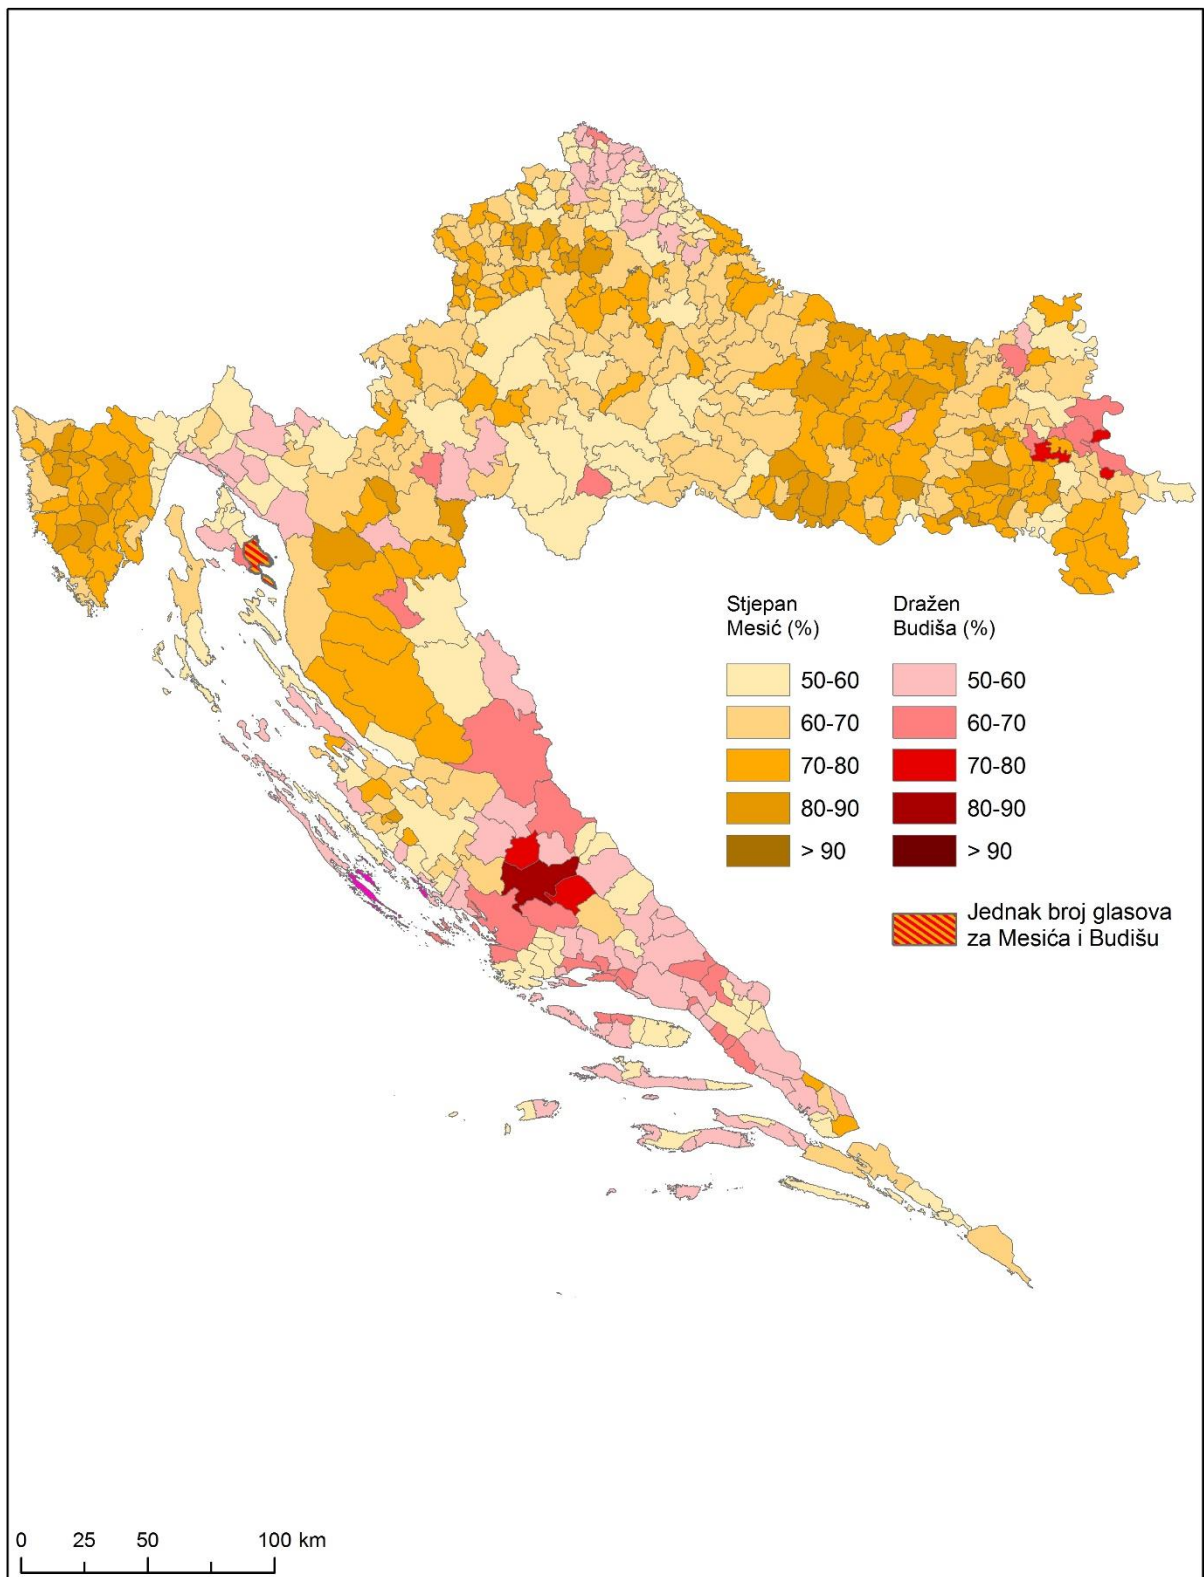 Stjepan
Mesić (%)
Dražen
Budiša (%)
50-60
50-60
60-70
60-70
70-80
70-80
80-90
80-90
> 90
> 90
Jednak broj glasova
za Mesića i Budišu
0 25 50 100 km